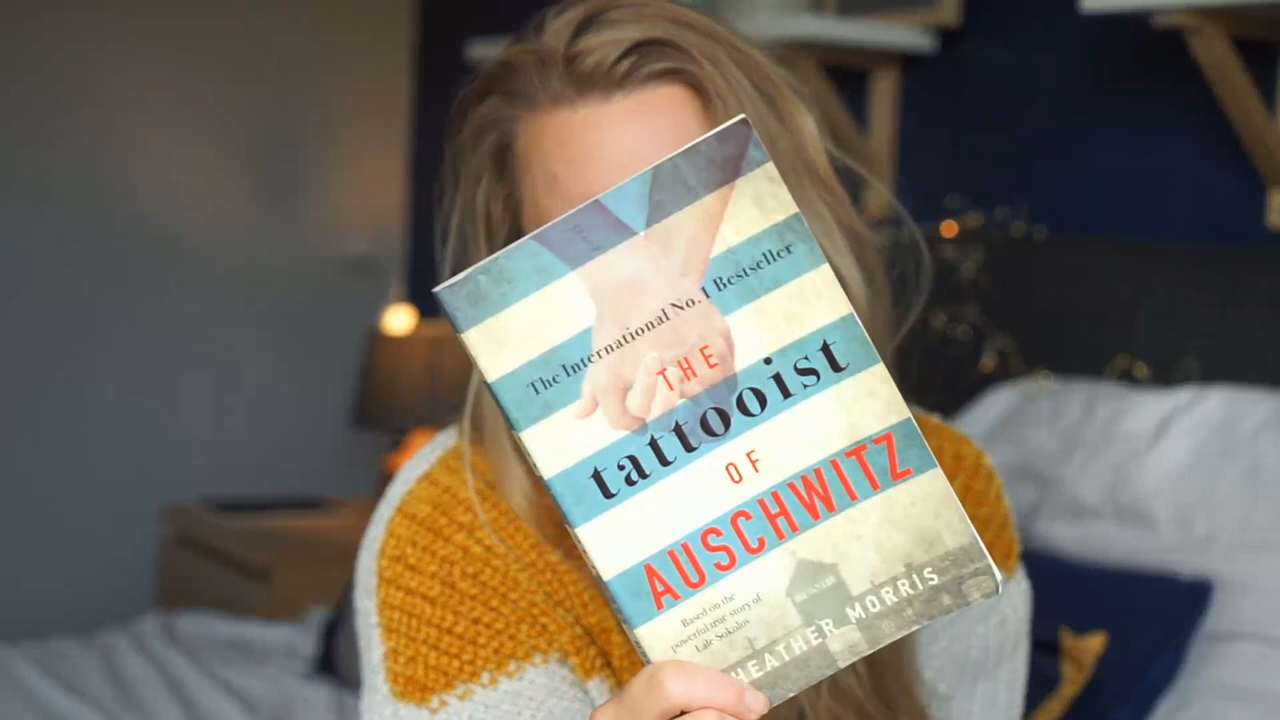 The International No. 1 Bestseller
THE
tattooist
OF
AUSCHWITZ
Based on the
powerful true story of
Lale Sokolov
HEATHER MORRIS